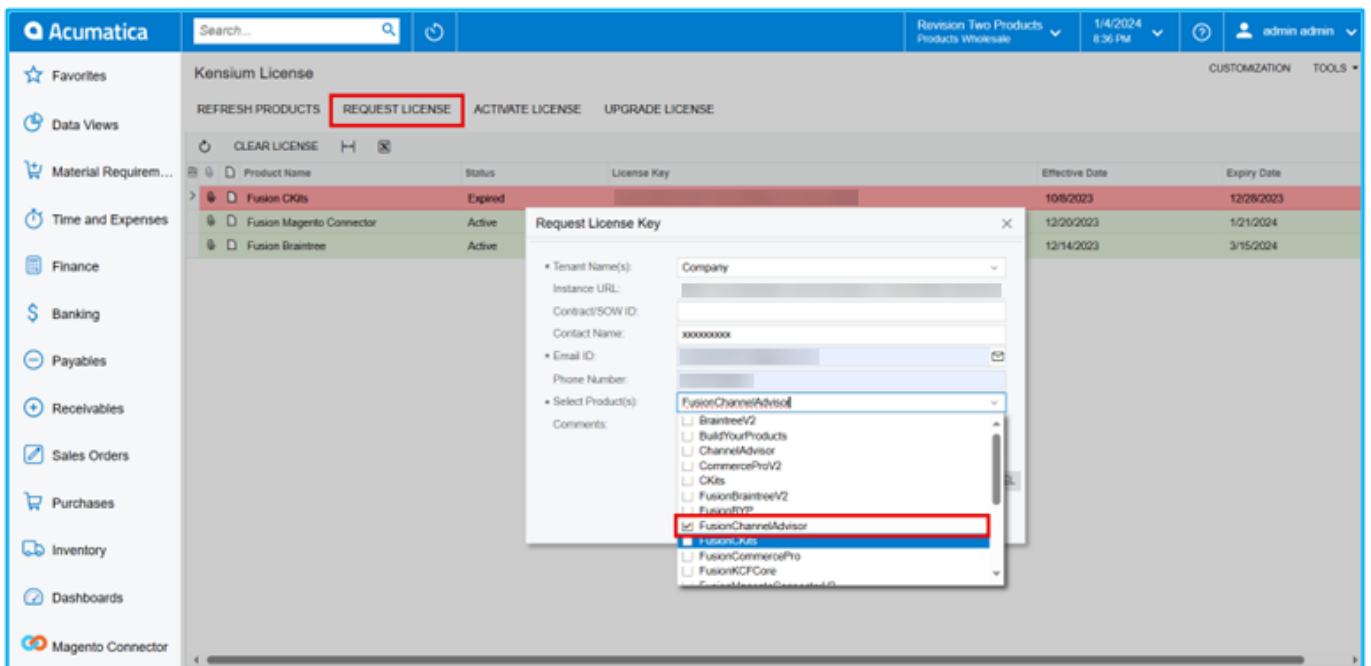 Acumatica
Search...
Revision Two Products
Products Wholesale
1/4/2024
8:36 PM
admin admin
Favorites
Data Views
Material Requirem...
Time and Expenses
Finance
Banking
Payables
Receivables
Sales Orders
Purchases
Inventory
Dashboards
Magento Connector
Kensium License
CUSTOMIZATION TOOLS
REFRESH PRODUCTS REQUEST LICENSE ACTIVATE LICENSE UPGRADE LICENSE
CLEAR LICENSE
Product Name Status License Key Effective Date Expiry Date
Fusion CKits Expired 10/8/2023 12/28/2023
Fusion Magento Connector Active 12/20/2023 1/21/2024
Fusion Braintree Active 12/14/2023 3/15/2024
Request License Key
* Tenant Name(s): Company
Instance URL:
Contract/SOW ID:
Contact Name: xxxxxxxxx
* Email ID:
Phone Number:
* Select Product(s): FusionChannelAdvisor
Comments:
BraintreeV2
BuildYourProducts
ChannelAdvisor
CommerceProV2
CKits
FusionBraintreeV2
FusionBYP
FusionChannelAdvisor
FusionCKits
FusionCommercePro
FusionKCFCore